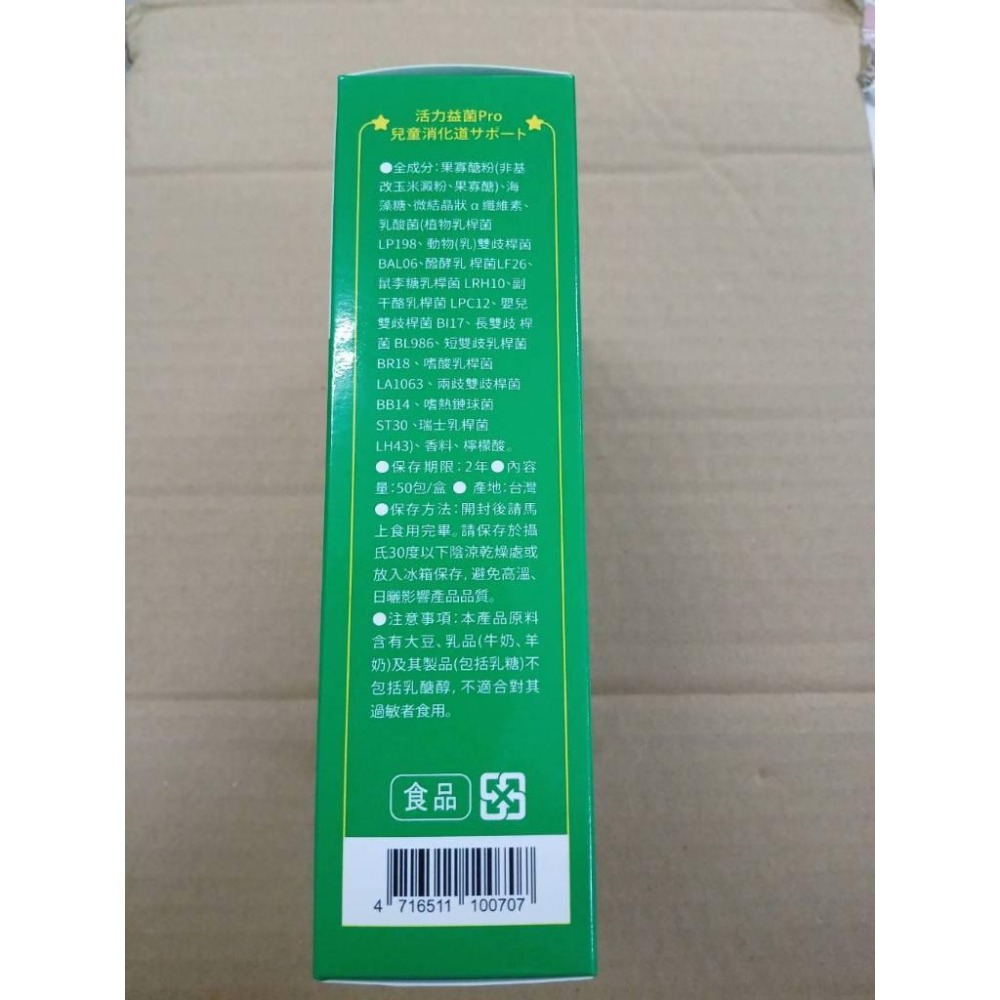 活力益菌Pro
兒童消化道サポート
●全成分:果寡醣粉(非基
改玉米澱粉、果寡醣)、海
藻糖、微結晶狀α纖維素、
乳酸菌(植物乳桿菌
LP198、動物(乳)雙歧桿菌
BAL06、醱酵乳 桿菌LF26、
鼠李糖乳桿菌 LRH10、副
干酪乳桿菌 LPC12、嬰兒
雙歧桿菌 BI17、長雙歧 桿
菌 BL986、短雙歧乳桿菌
BR18、嗜酸乳桿菌
LA1063、兩歧雙歧桿菌
BB14、嗜熱鏈球菌
ST30、瑞士乳桿菌
LH43)、香料、檸檬酸。
●保存期限:2年●內容
量:50包/盒 ● 產地:台灣
●保存方法:開封後請馬
上食用完畢。請保存於攝
氏30度以下陰涼乾燥處或
放入冰箱保存,避免高溫、
日曬影響產品品質。
●注意事項:本產品原料
含有大豆、乳品(牛奶、羊
奶)及其製品(包括乳糖)不
包括乳醣醇,不適合對其
過敏者食用。
食品
4 716511 100707